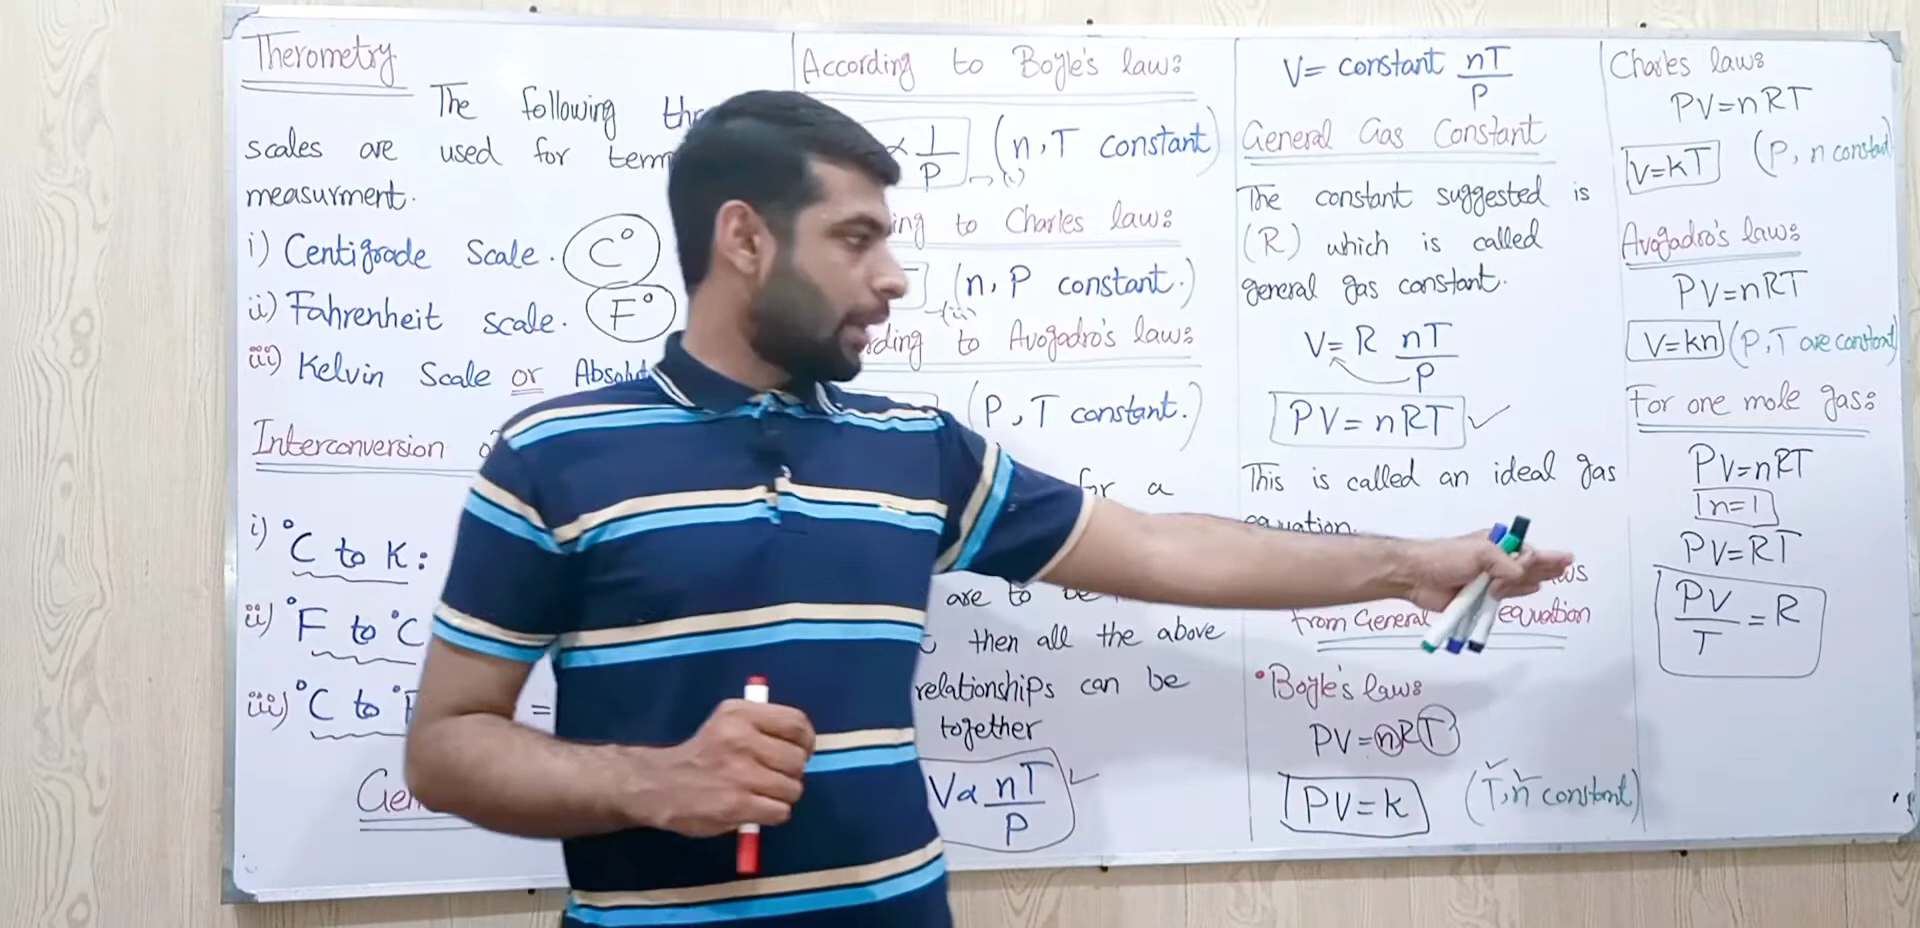 Therometry
The following
scales are used for
measurment.
i) Centigrade Scale. C°
ii) Fahrenheit scale. F°
iii) Kelvin Scale or
Interconversion
i) °C to K:
ii) °F to °C
iii) °C to °F =
According to Boyle's law:
∝ 1/P (n,T constant) (i)
to Charles law:
(n, P constant.) (ii)
to Avogadro's law:
(P, T constant.)
for a
are to be
then all the above
relationships can be
together
V∝ nT/P
V= constant nT/P
General Gas Constant
The constant suggested is
(R) which is called
general gas constant.
V= R nT/P
PV= nRT ✓
This is called an ideal gas
equation.
from General equation
•Boyle's law:
PV=nRT
PV=k (T,n constant)
Charles law:
PV=nRT
V=kT (P, n constant)
Avogadro's law:
PV=nRT
V=kn (P,T are constant)
For one mole gas:
PV=nRT
n=1
PV=RT
PV/T = R